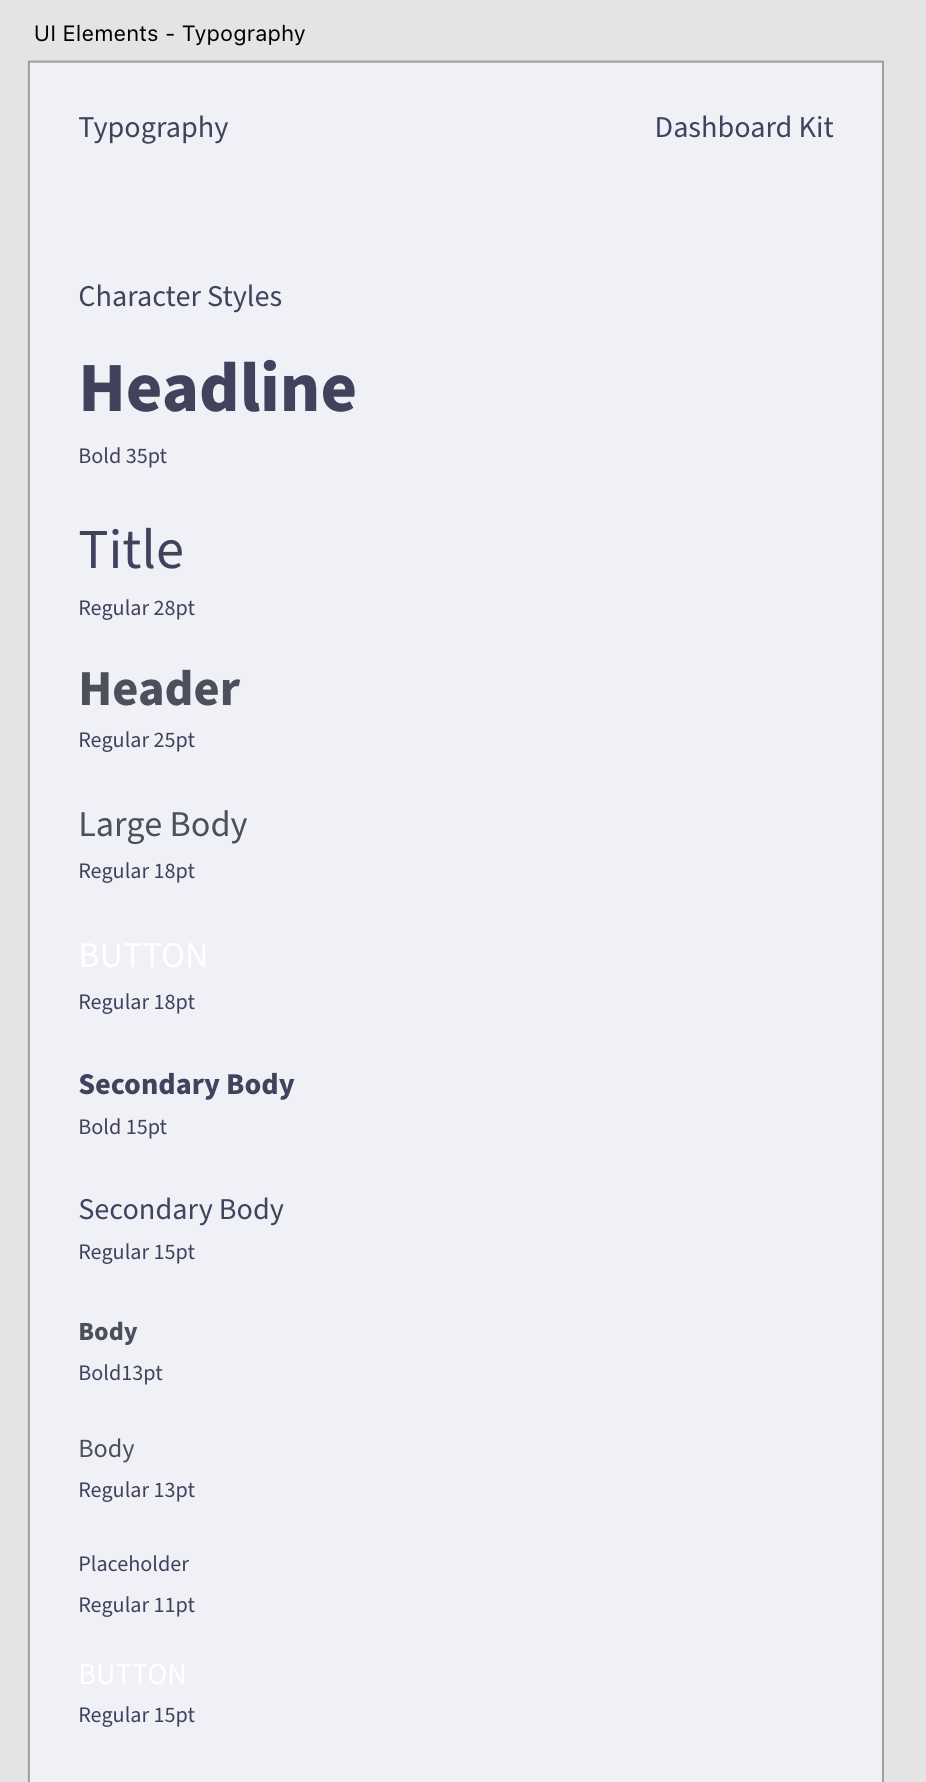 UI Elements - Typography
Typography
Dashboard Kit
Character Styles
Headline
Bold 35pt
Title
Regular 28pt
Header
Regular 25pt
Large Body
Regular 18pt
BUTTON
Regular 18pt
Secondary Body
Bold 15pt
Secondary Body
Regular 15pt
Body
Bold13pt
Body
Regular 13pt
Placeholder
Regular 11pt
BUTTON
Regular 15pt